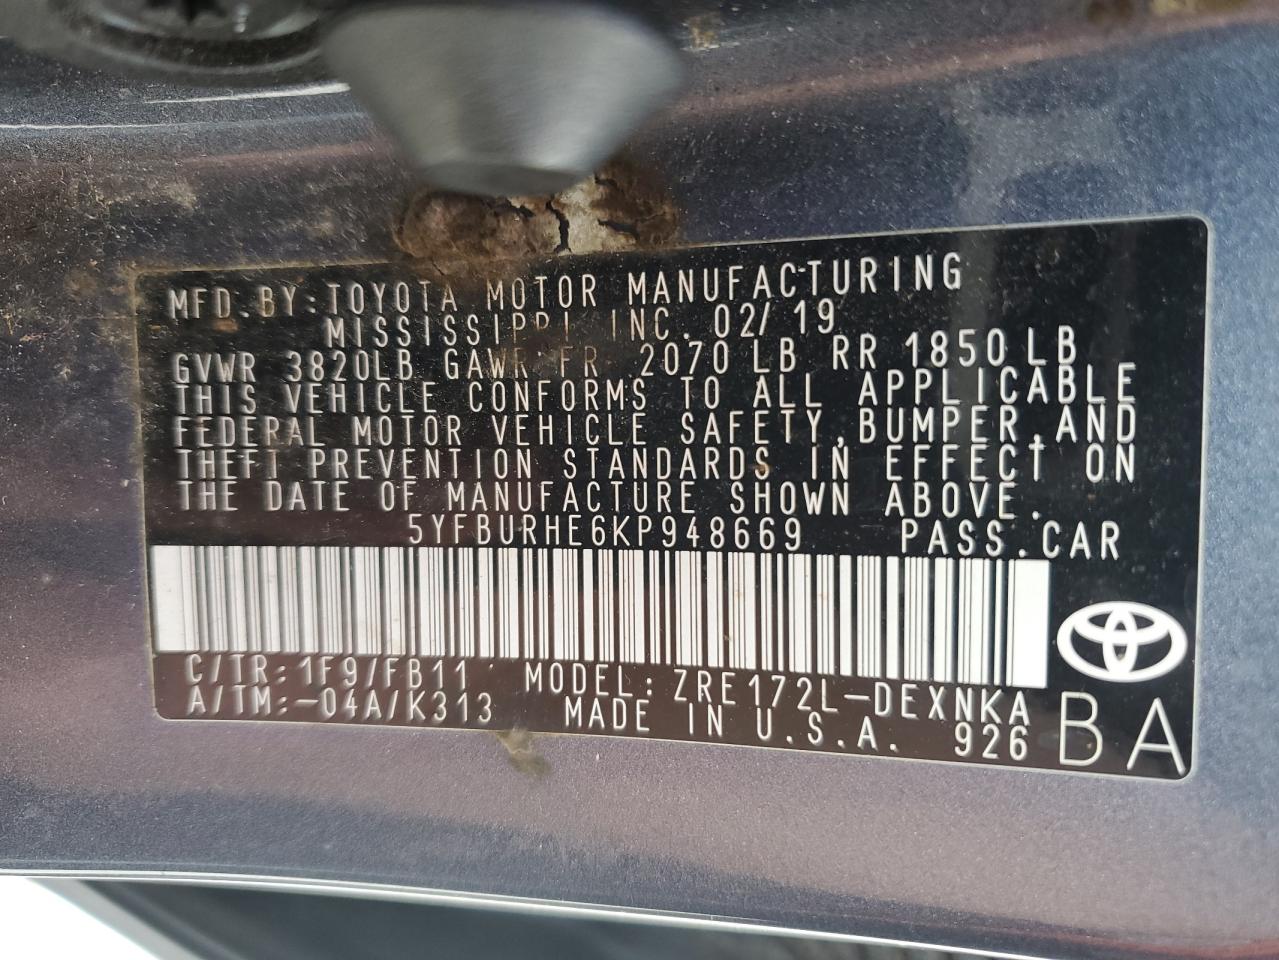 MFD.BY:TOYOTA MOTOR MANUFACTURING
MISSISSIPPI, INC. 02/19
GVWR 3820LB GAWR FR 2070LB RR 1850LB
THIS VEHICLE CONFORMS TO ALL APPLICABLE
FEDERAL MOTOR VEHICLE SAFETY,BUMPER,AND
THEFT PREVENTION STANDARDS IN EFFECT ON
THE DATE OF MANUFACTURE SHOWN ABOVE.
5YFBURHE6KP948669 PASS.CAR
C/TR:1F9/FB11 MODEL:ZRE172L-DEXNKA
A/TM:-04A/K313 MADE IN U.S.A. 926
BA